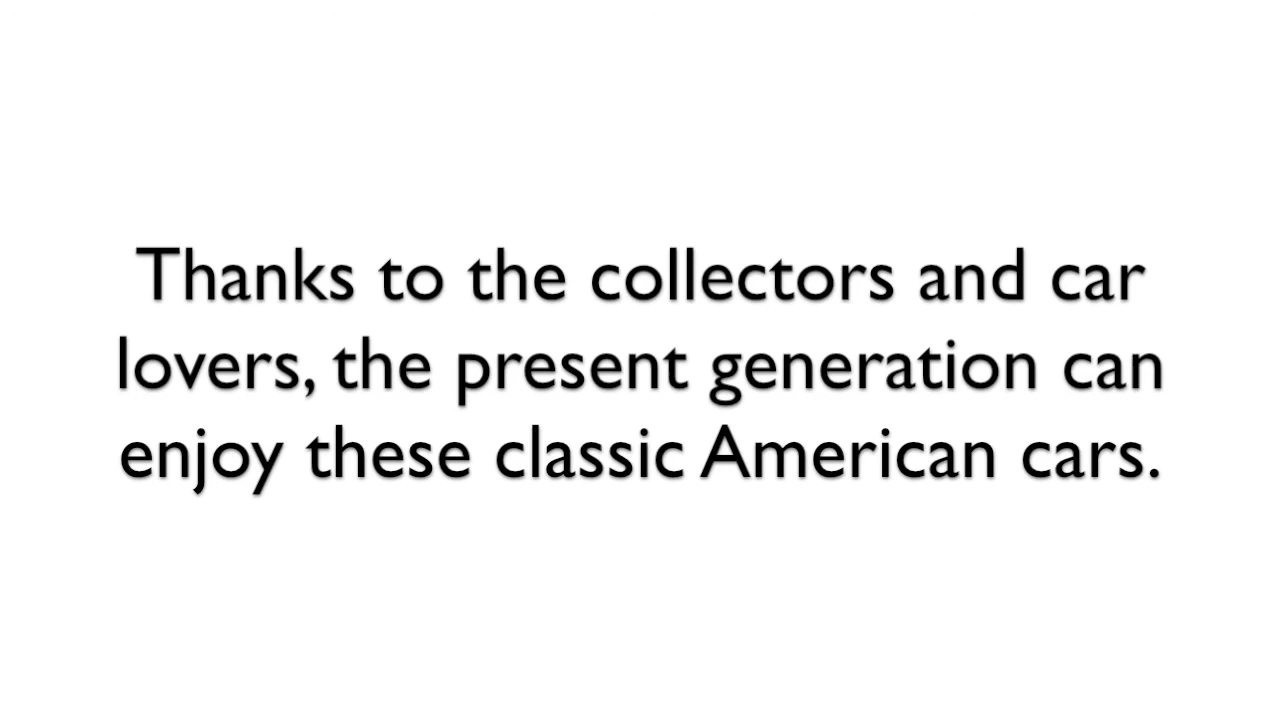 Thanks to the collectors and car
lovers, the present generation can
enjoy these classic American cars.